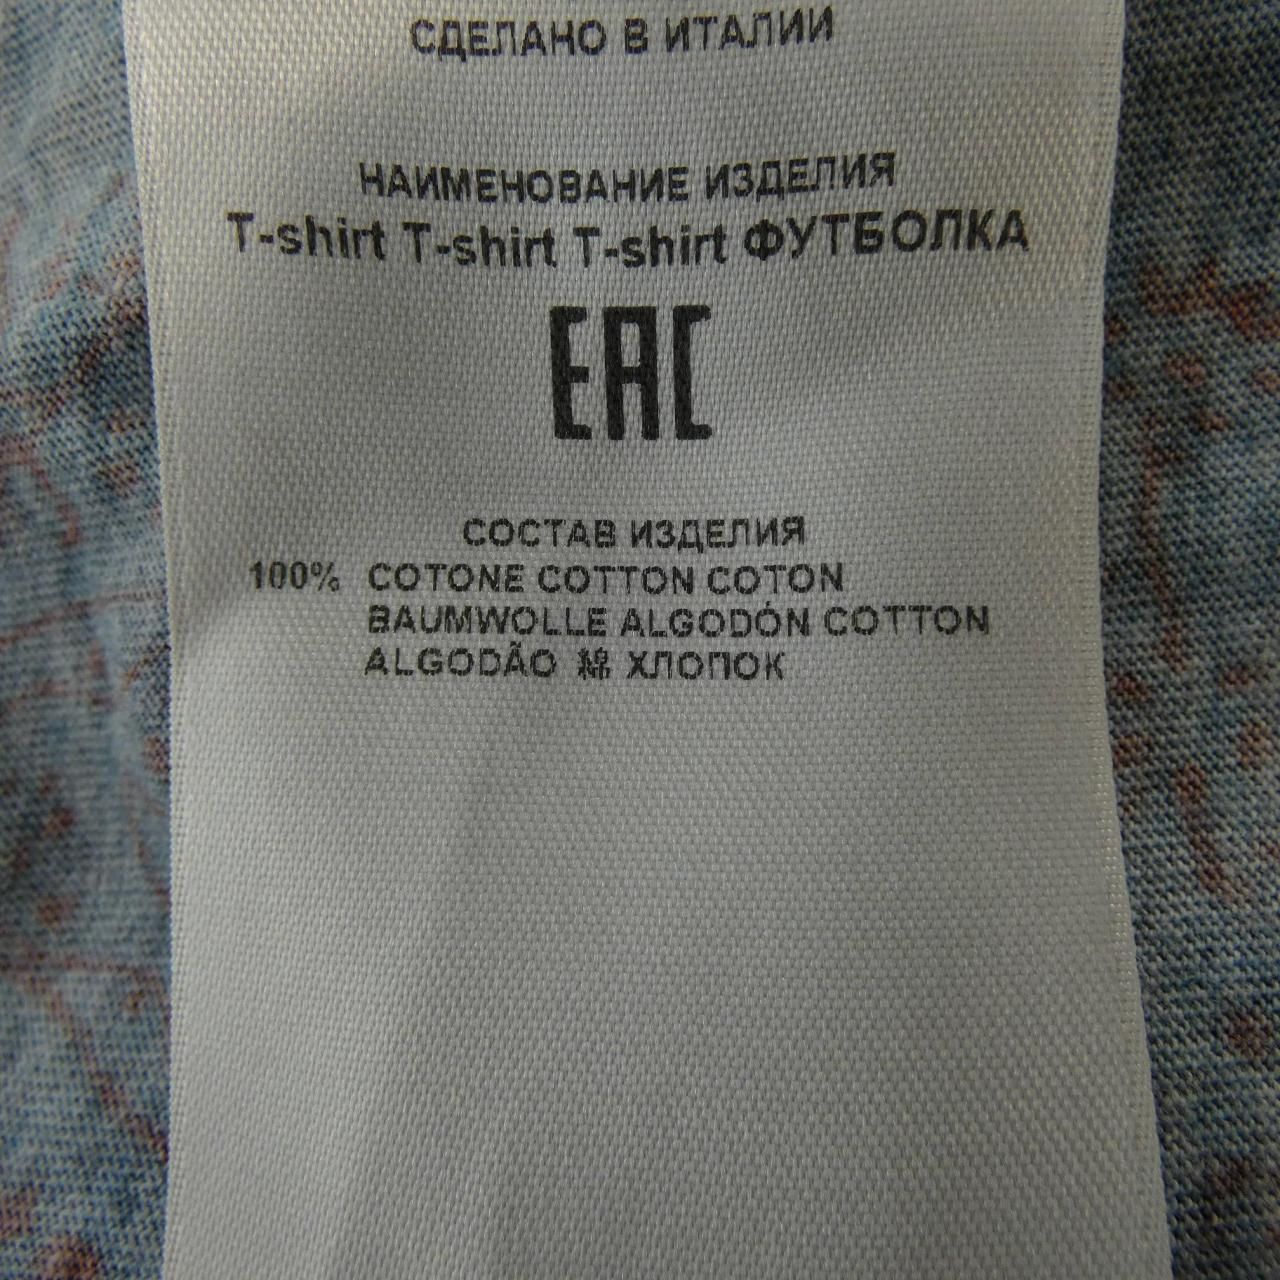 СДЕЛАНО В ИТАЛИИ
НАИМЕНОВАНИЕ ИЗДЕЛИЯ
T-shirt T-shirt T-shirt ФУТБОЛКА
EAC
СОСТАВ ИЗДЕЛИЯ
100% COTONE COTTON COTON
BAUMWOLLE ALGODÓN COTTON
ALGODÃO 綿 ХЛОПОК